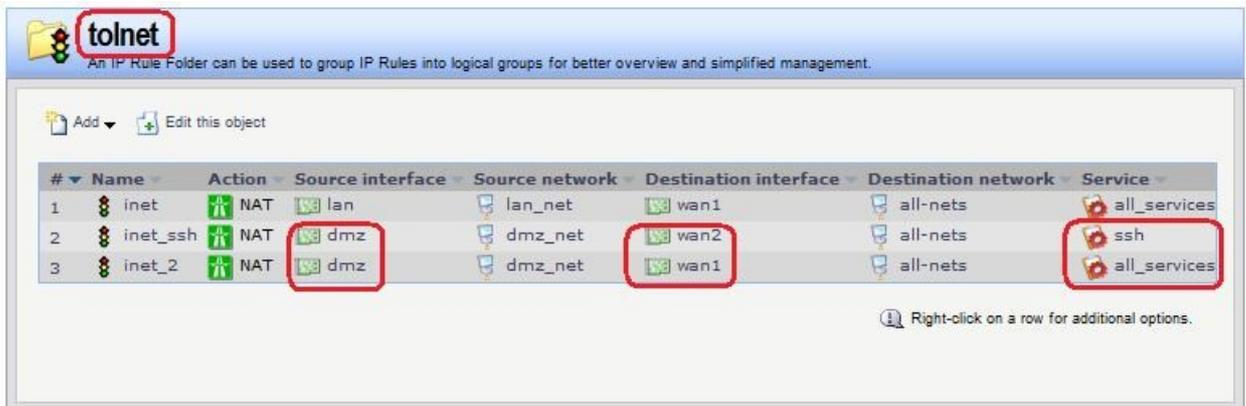 tolnet
An IP Rule Folder can be used to group IP Rules into logical groups for better overview and simplified management.
Add Edit this object
# Name Action Source interface Source network Destination interface Destination network Service
1 inet NAT lan lan_net wan1 all-nets all_services
2 inet_ssh NAT dmz dmz_net wan2 all-nets ssh
3 inet_2 NAT dmz dmz_net wan1 all-nets all_services
Right-click on a row for additional options.